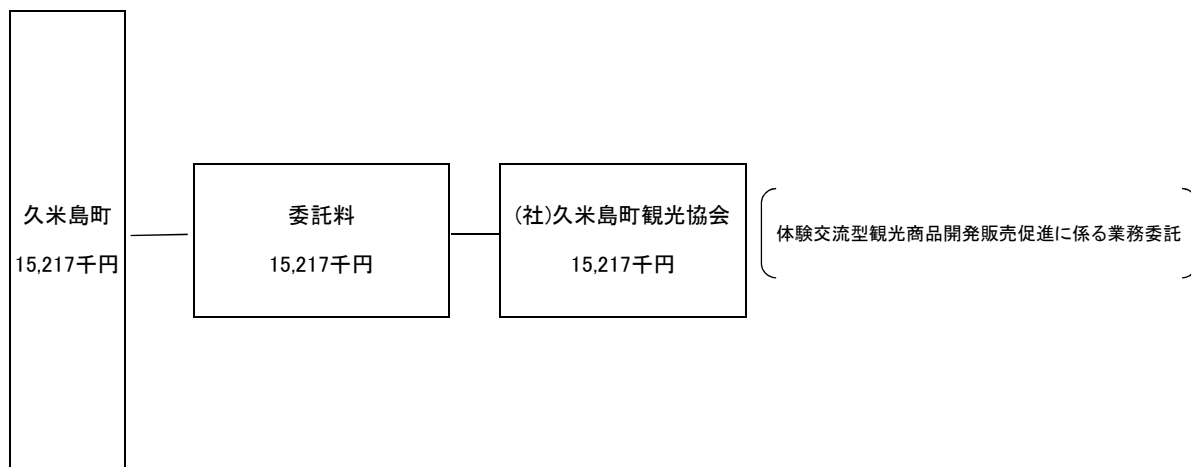 久米島町
15,217千円
委託料
15,217千円
(社)久米島町観光協会
15,217千円
体験交流型観光商品開発販売促進に係る業務委託